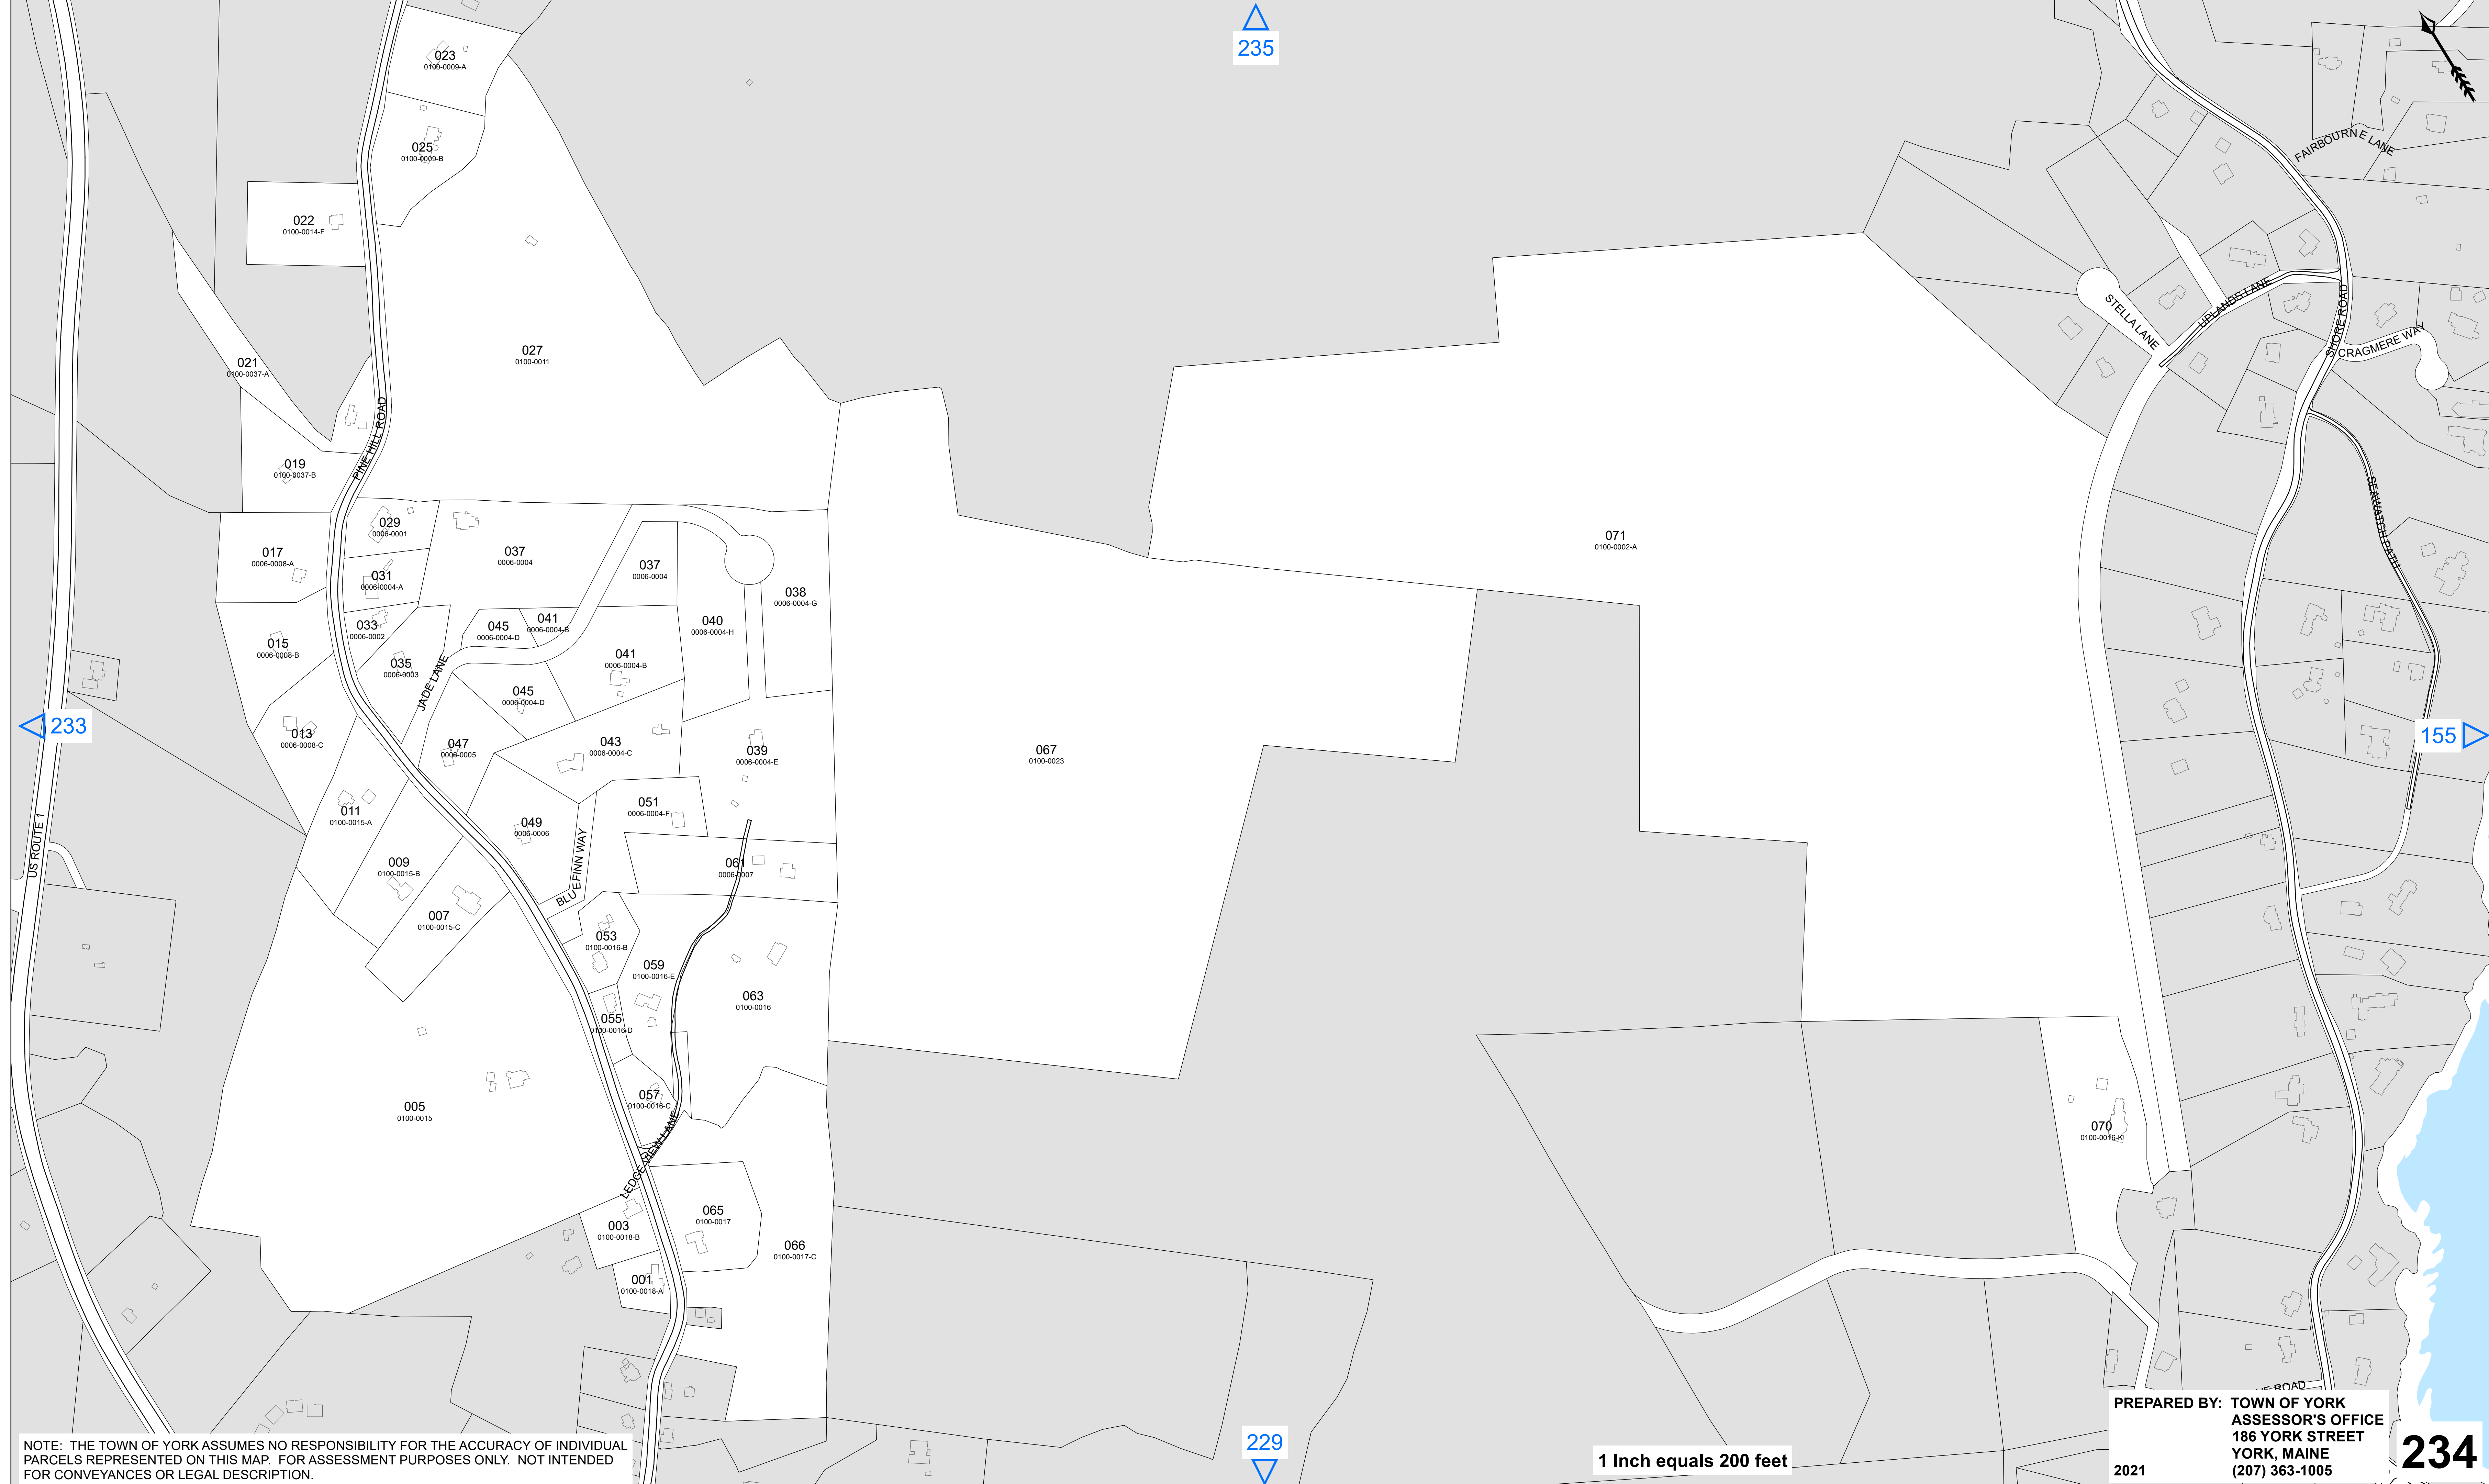 235
023
0100-0009-A
025
0100-0009-B
FAIRBOURNE LANE
022
0100-0014-F
027
0100-0011
021
0100-0037-A
STELLA LANE
UPLANDS LANE
SHORE ROAD
CRAGMERE WAY
019
0100-0037-B
PINE HILL ROAD
SEAWATCH PATH
029
0006-0001
017
0006-0008-A
037
0006-0004
037
0006-0004
071
0100-0002-A
031
0006-0004-A
038
0006-0004-G
040
0006-0004-H
033
0006-0002
045
0006-0004-D
041
0006-0004-B
015
0006-0008-B
035
0006-0003
041
0006-0004-B
JADE LANE
045
0006-0004-D
233
013
0006-0008-C
047
0006-0005
043
0006-0004-C
039
0006-0004-E
067
0100-0023
155
011
0100-0015-A
051
0006-0004-F
049
0006-0006
US ROUTE 1
BLUEFINN WAY
009
0100-0015-B
061
0006-0007
007
0100-0015-C
053
0100-0016-B
059
0100-0016-E
063
0100-0016
055
0100-0016-D
057
0100-0016-C
005
0100-0015
LEDGEVIEW LANE
070
0100-0016-K
065
0100-0017
003
0100-0018-B
066
0100-0017-C
001
0100-0018-A
ROAD
NOTE: THE TOWN OF YORK ASSUMES NO RESPONSIBILITY FOR THE ACCURACY OF INDIVIDUAL
PARCELS REPRESENTED ON THIS MAP. FOR ASSESSMENT PURPOSES ONLY. NOT INTENDED
FOR CONVEYANCES OR LEGAL DESCRIPTION.
229
1 Inch equals 200 feet
PREPARED BY: TOWN OF YORK
ASSESSOR'S OFFICE
186 YORK STREET
YORK, MAINE
2021 (207) 363-1005
234